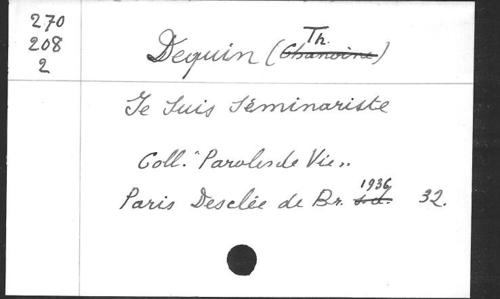 270
208
2
Dequin (Th. ~~Chanoine~~)
Je Suis Séminariste
Coll. "Paroles de Vie"
Paris Desclée de Br. 1936 ~~s.d.~~ 32.